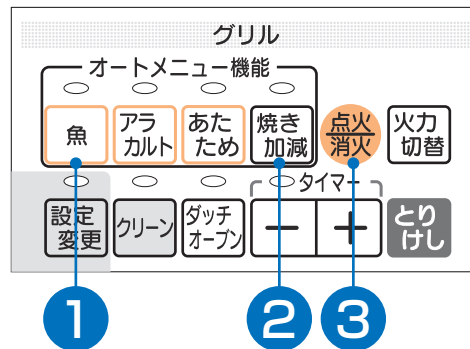 グリル
オートメニュー機能
魚
アラ
カルト
あた
ため
焼き
加減
点火
消火
火力
切替
タイマー
設定
変更
クリーン
ダッチ
オーブン
－
＋
とり
けし
1
2
3